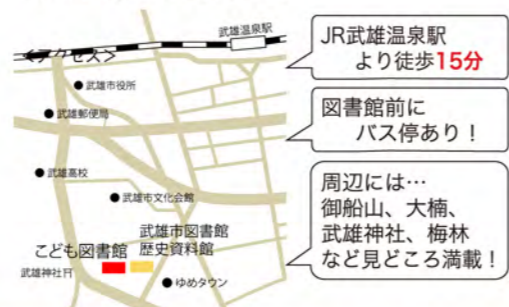 武雄温泉駅
<アクセス>
武雄市役所
武雄郵便局
武雄高校
武雄市文化会館
武雄市図書館
歴史資料館
こども図書館
武雄神社
ゆめタウン
JR武雄温泉駅
より徒歩15分
図書館前に
バス停あり！
周辺には…
御船山、大楠、
武雄神社、梅林
など見どころ満載！